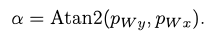 α = Atan2(p_{Wy}, p_{Wx}).